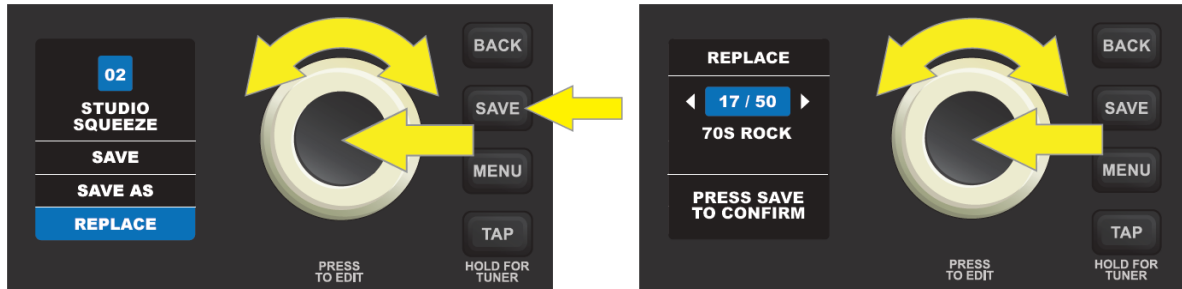 02
STUDIO
SQUEEZE
SAVE
SAVE AS
REPLACE
BACK
SAVE
MENU
TAP
PRESS
TO EDIT
HOLD FOR
TUNER
REPLACE
17 / 50
70S ROCK
PRESS SAVE
TO CONFIRM
BACK
SAVE
MENU
TAP
PRESS
TO EDIT
HOLD FOR
TUNER